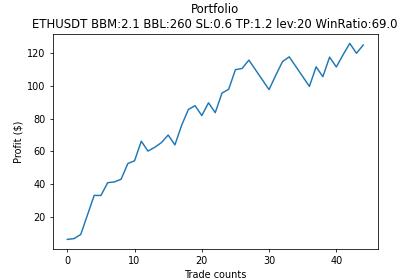 Portfolio
ETHUSDT BBM:2.1 BBL:260 SL:0.6 TP:1.2 lev:20 WinRatio:69.0
120
100
80
60
40
20
Profit ($)
0
10
20
30
40
Trade counts